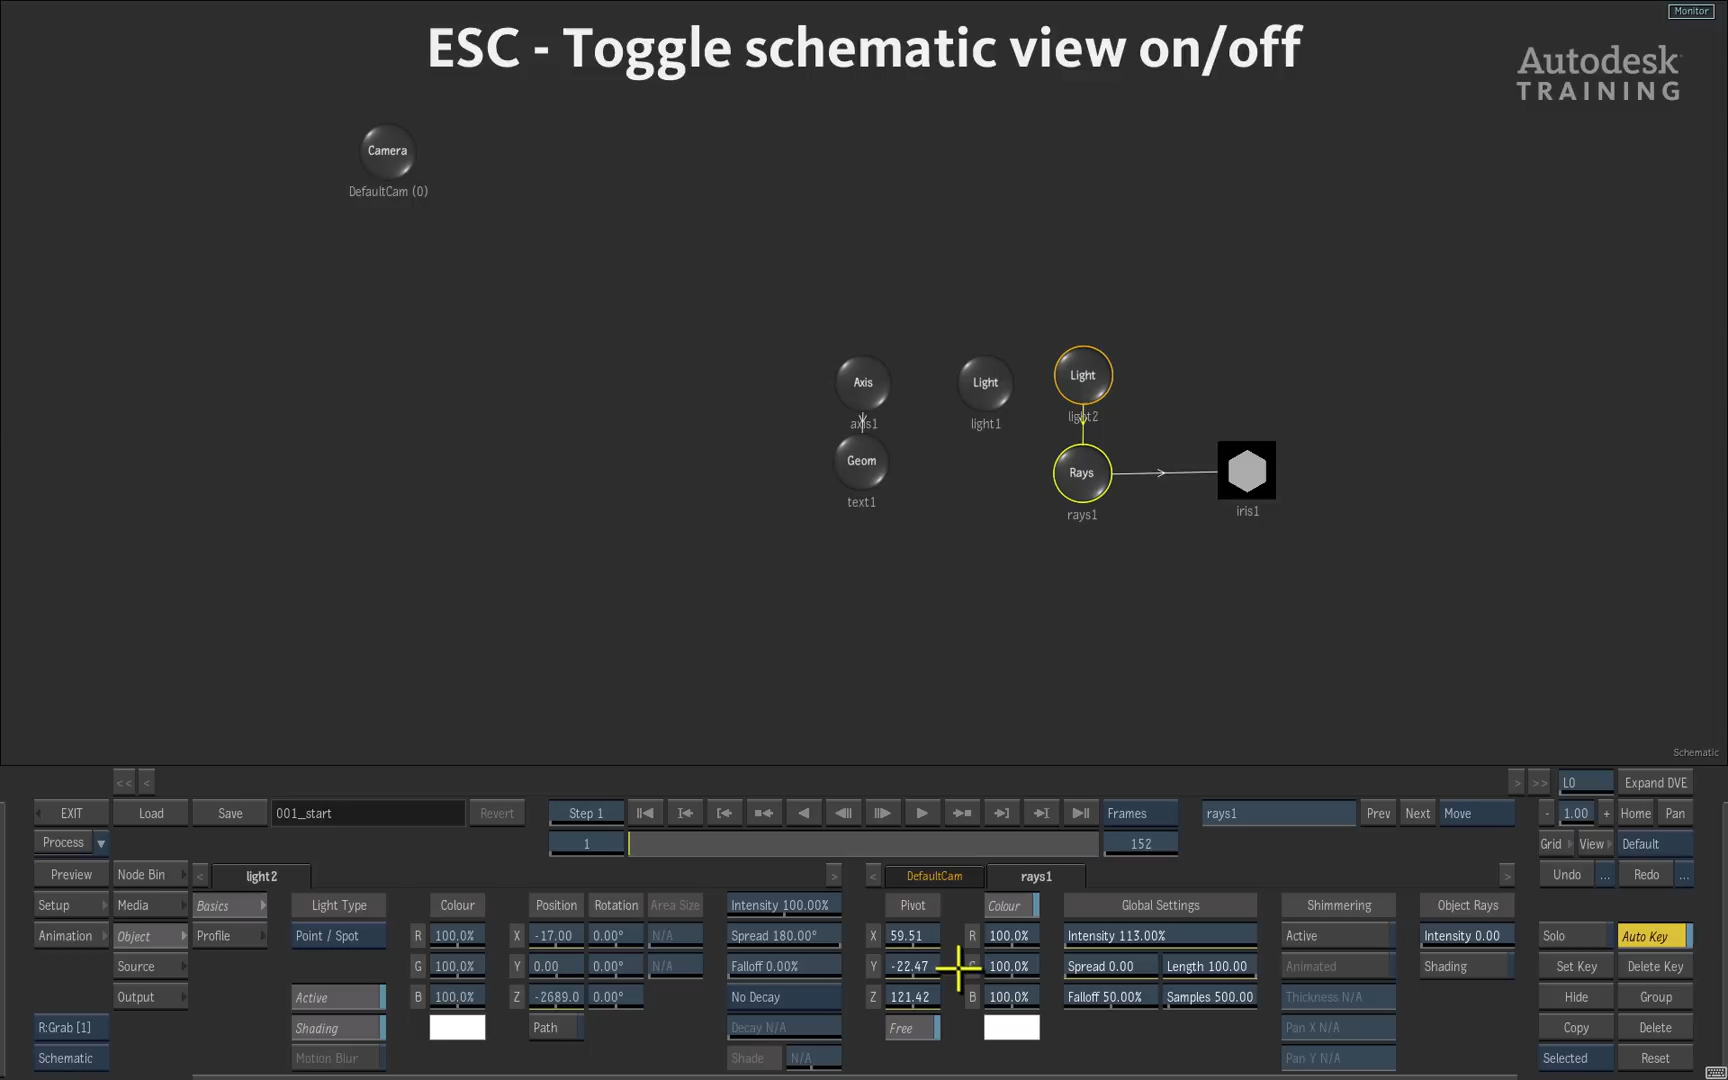 Monitor
ESC - Toggle schematic view on/off
Autodesk
TRAINING
Camera
DefaultCam (0)
Axis
axis1
Geom
text1
Light
light1
Light
light2
Rays
rays1
iris1
Schematic
<< < > >> L0 Expand DVE
EXIT Load Save 001_start Revert Step 1 Frames rays1 Prev Next Move - 1.00 + Home Pan
Process 1 152 Grid View Default
Preview Node Bin < light2 > < DefaultCam rays1 > Undo ... Redo ...
Setup Media Basics Light Type Colour Position Rotation Area Size Intensity 100.00% Pivot Colour Global Settings Shimmering Object Rays
Animation Object Profile Point / Spot R 100.0% X -17.00 0.00° N/A Spread 180.00° X 59.51 R 100.0% Intensity 113.00% Active Intensity 0.00 Solo Auto Key
Source G 100.0% Y 0.00 0.00° N/A Falloff 0.00% Y -22.47 100.0% Spread 0.00 Length 100.00 Animated Shading Set Key Delete Key
Output Active B 100.0% Z -2689.0 0.00° No Decay Z 121.42 B 100.0% Falloff 50.00% Samples 500.00 Thickness N/A Hide Group
R:Grab [1] Shading Path Decay N/A Free Pan X N/A Copy Delete
Schematic Motion Blur Shade N/A Pan Y N/A Selected Reset